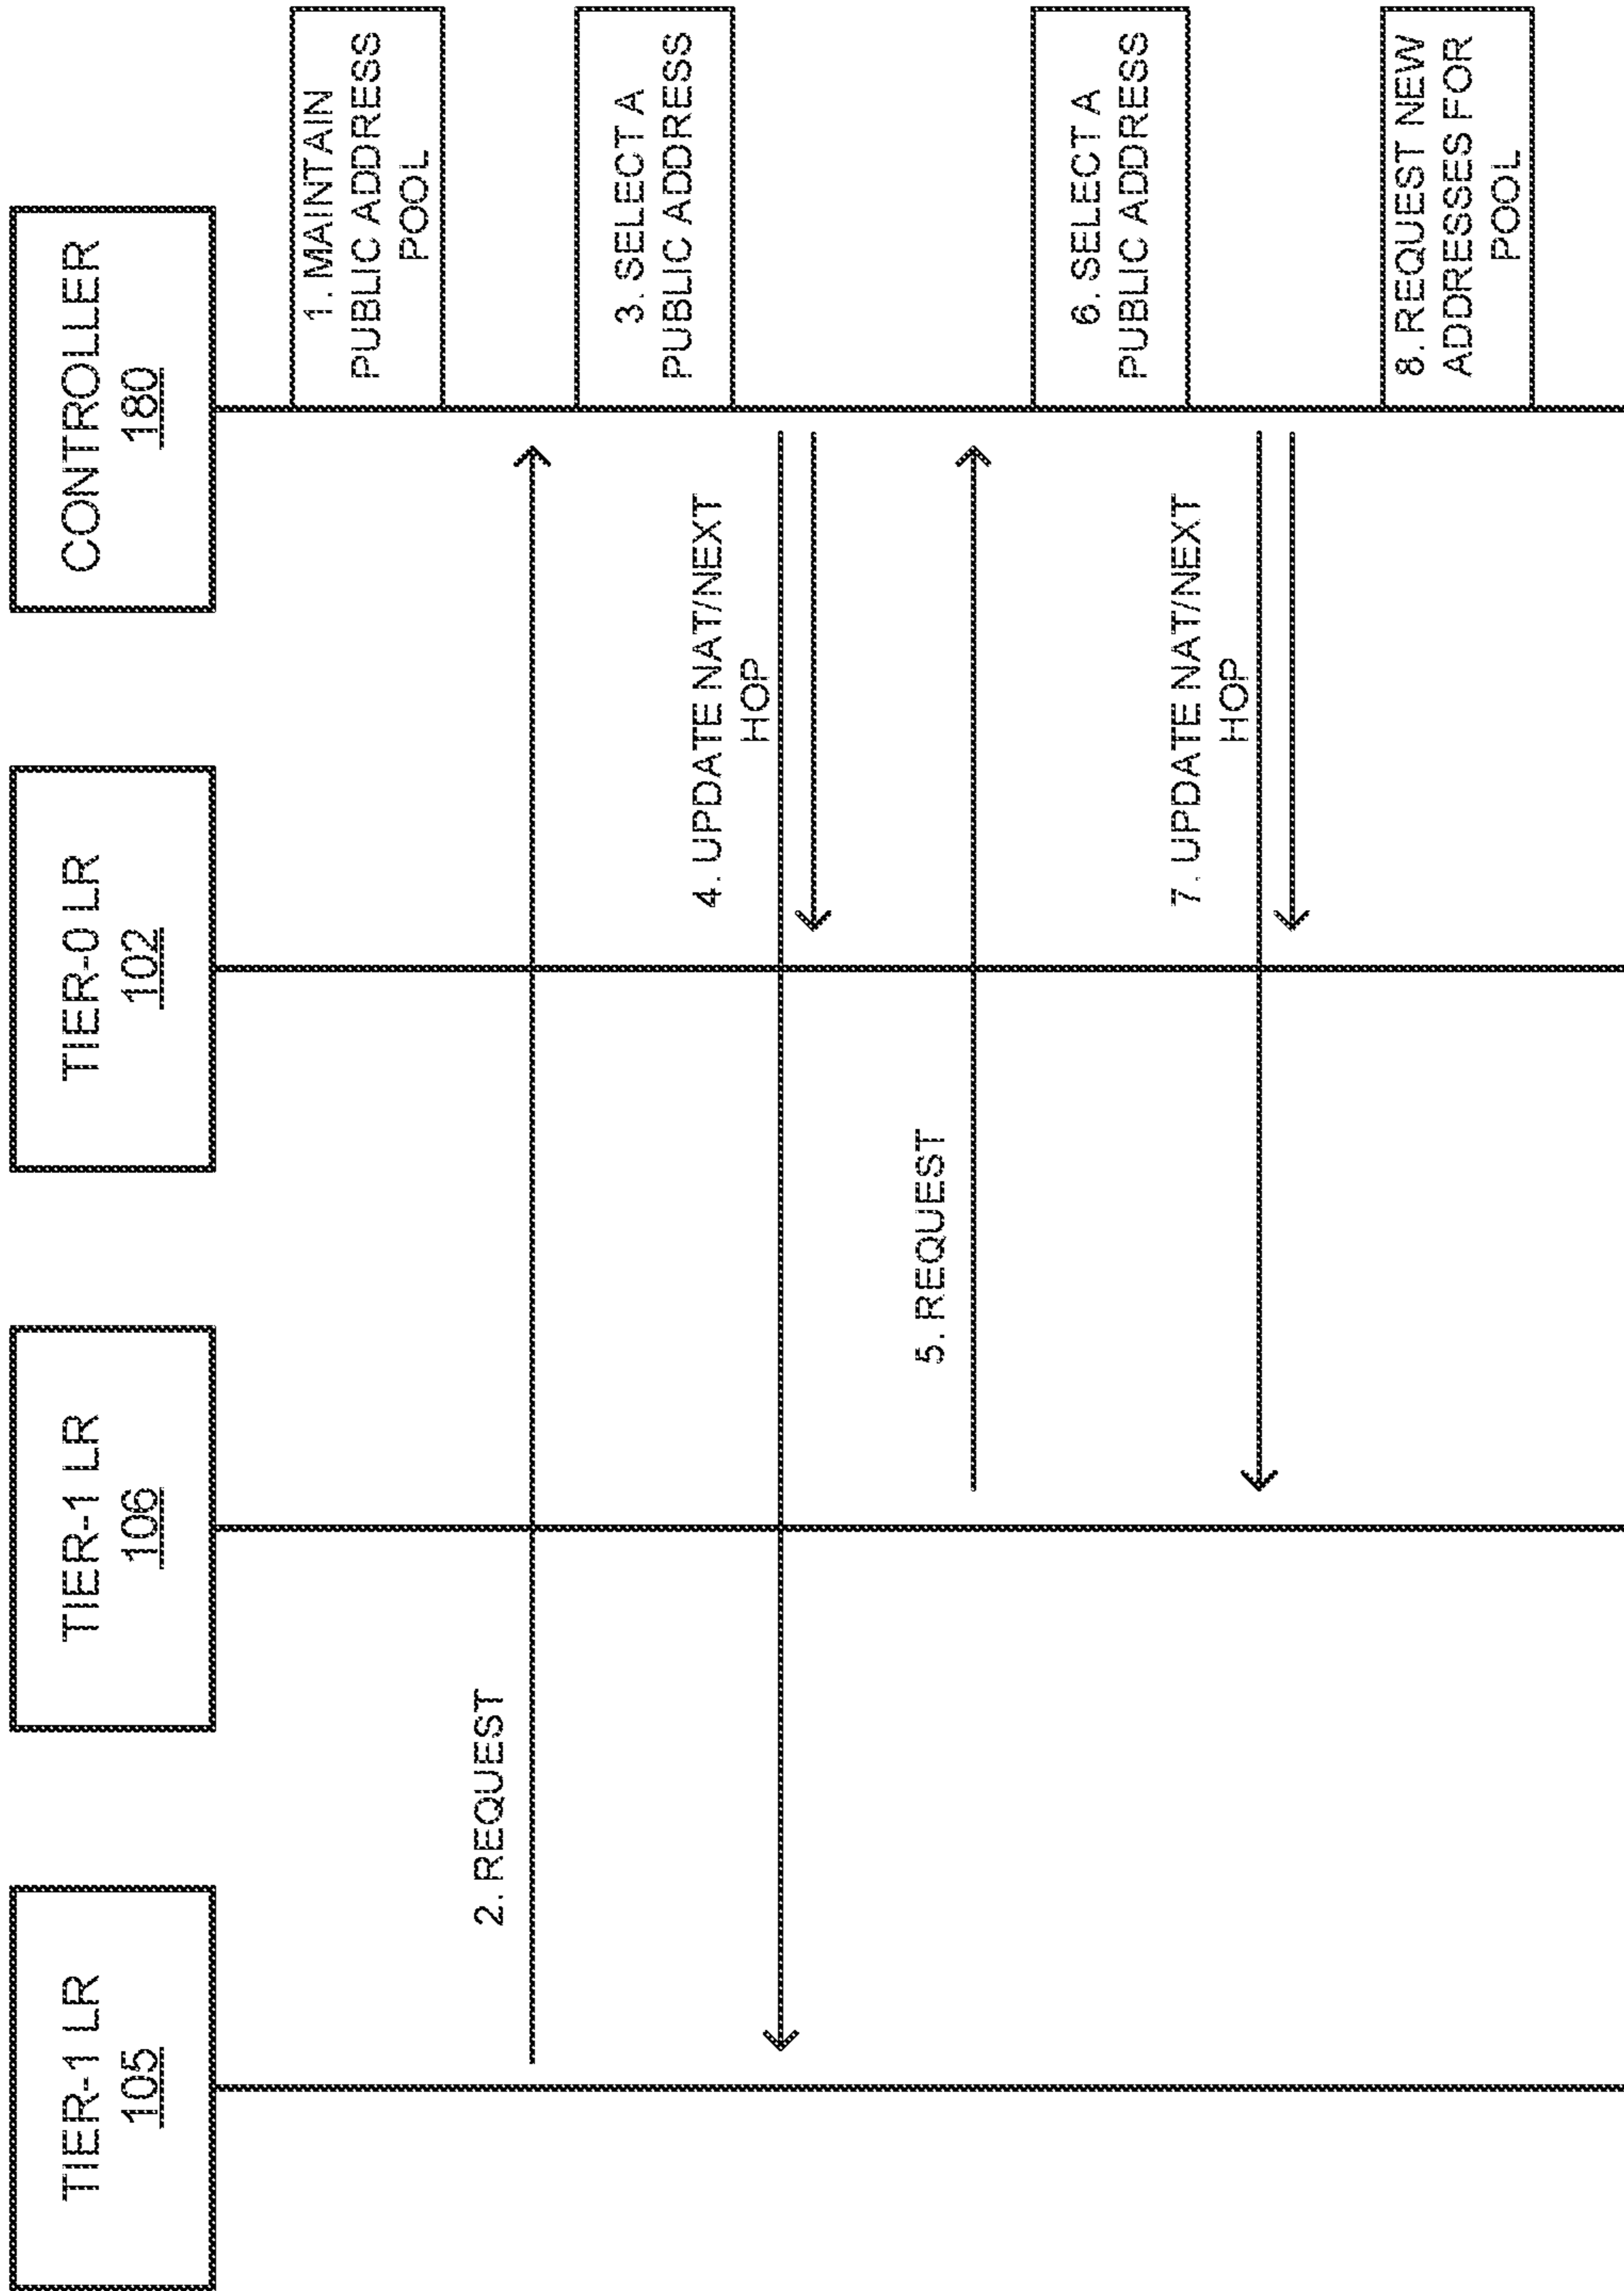 TIER-1 LR
105
TIER-1 LR
106
TIER-0 LR
102
CONTROLLER
180
1. MAINTAIN
PUBLIC ADDRESS
POOL
2. REQUEST
3. SELECT A
PUBLIC ADDRESS
4. UPDATE NAT/NEXT
HOP
5. REQUEST
6. SELECT A
PUBLIC ADDRESS
7. UPDATE NAT/NEXT
HOP
8. REQUEST NEW
ADDRESSES FOR
POOL